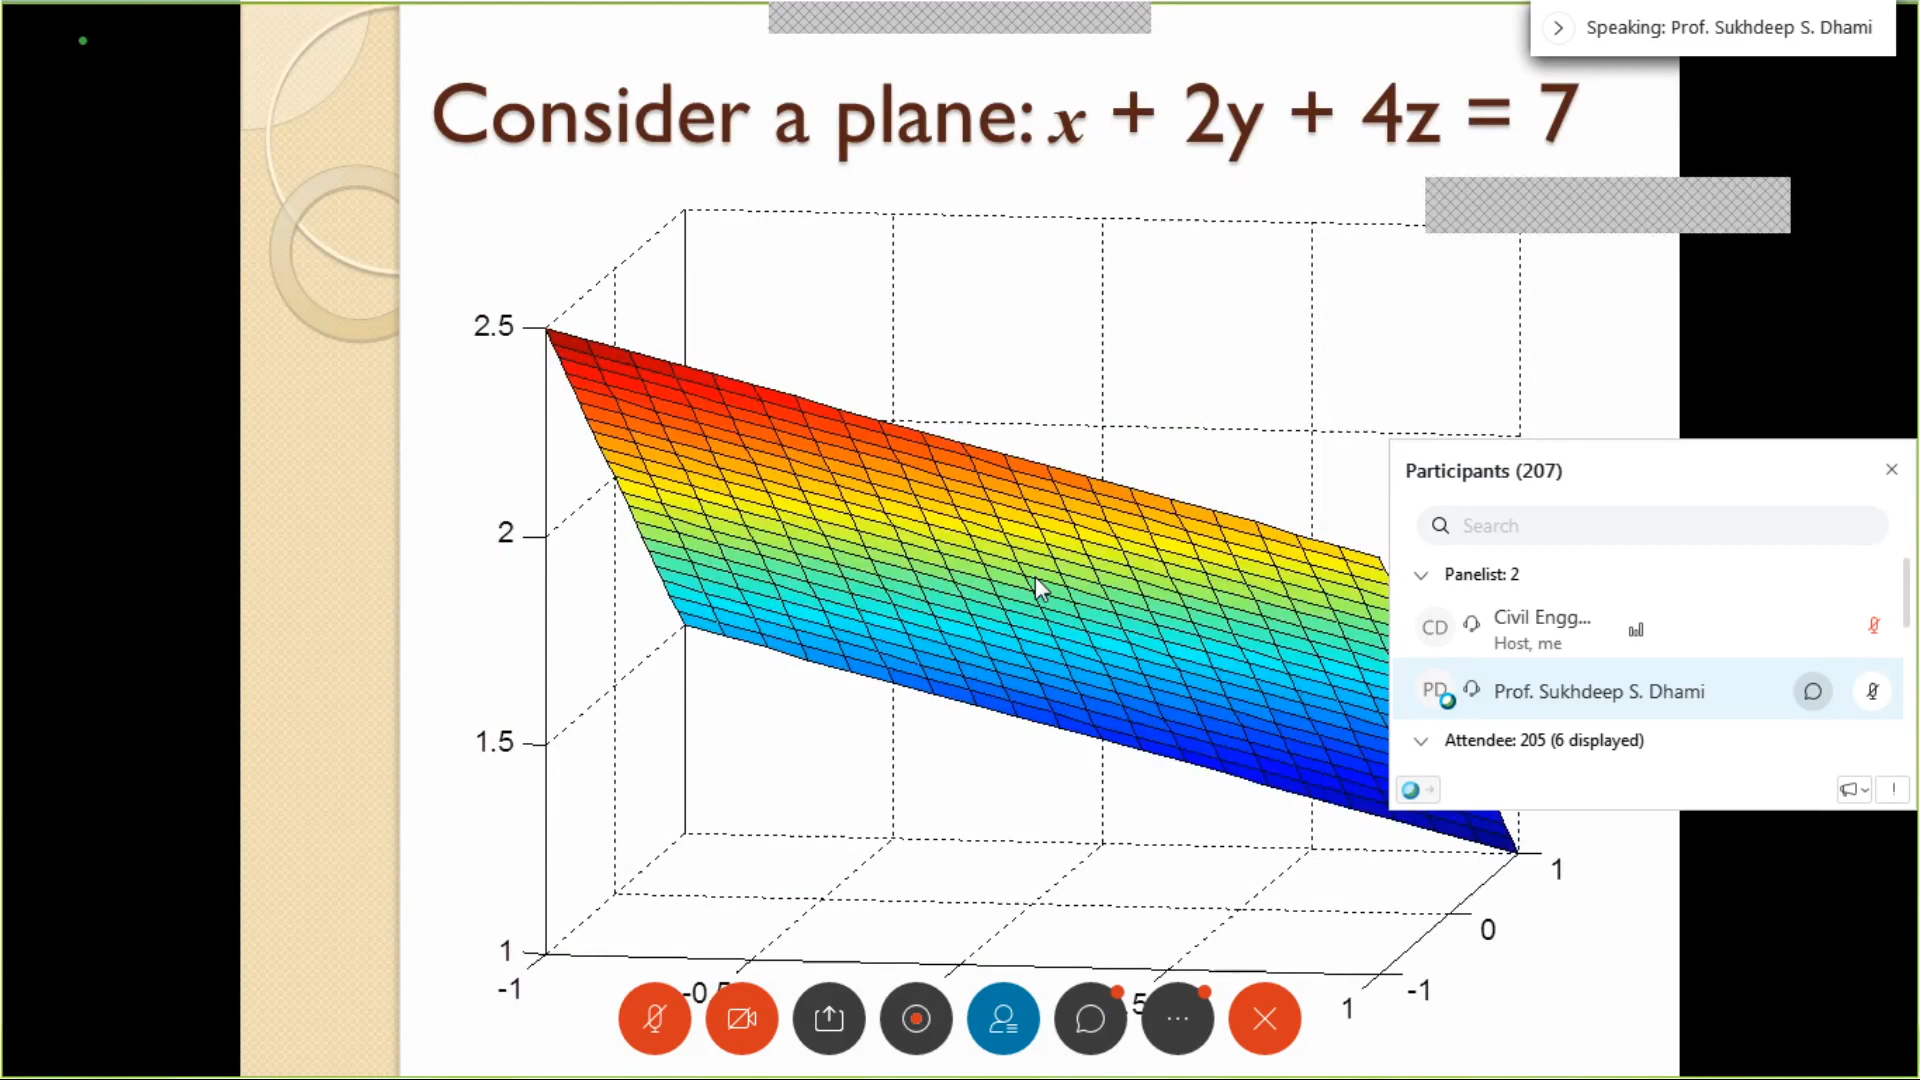 Speaking: Prof. Sukhdeep S. Dhami
Consider a plane: x + 2y + 4z = 7
2.5
2
1.5
1
-1
1
-1
0
1
Participants (207)
Search
Panelist: 2
CD
Civil Engg...
Host, me
PD
Prof. Sukhdeep S. Dhami
Attendee: 205 (6 displayed)